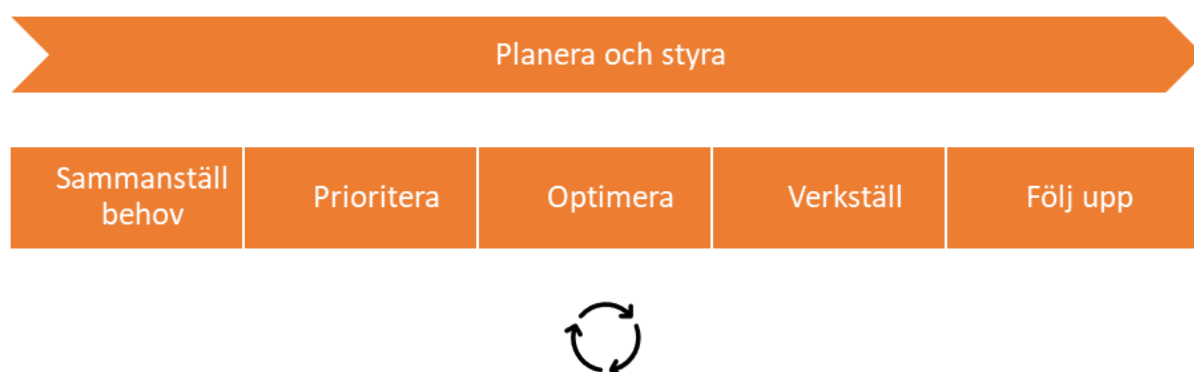 Planera och styra
Sammanställ
behov
Prioritera
Optimera
Verkställ
Följ upp